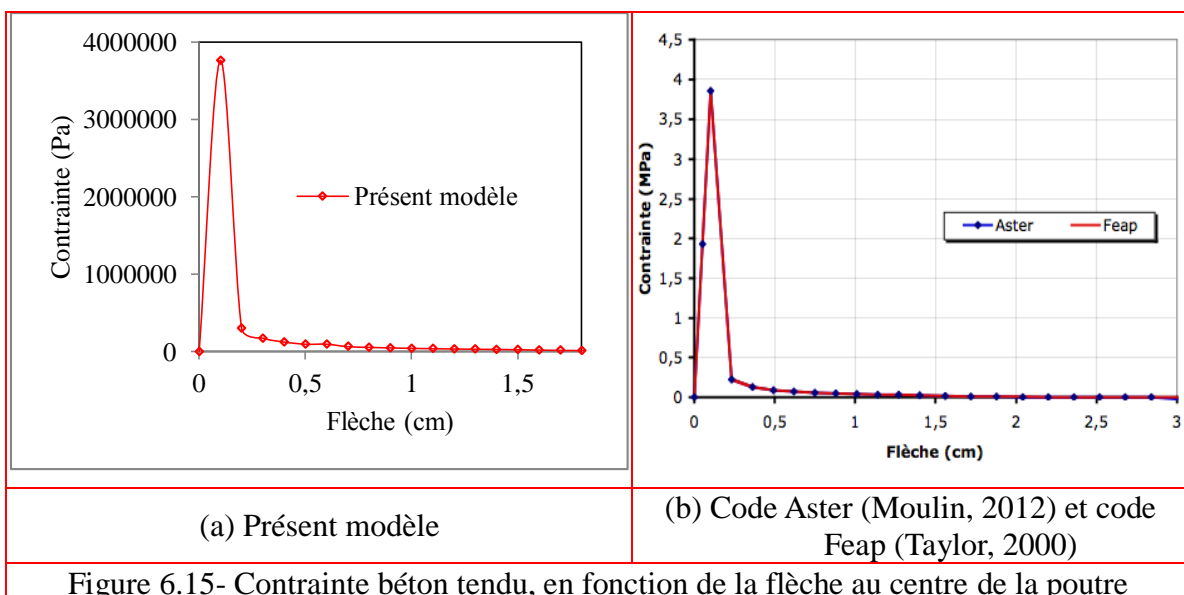 4000000
3000000
2000000
1000000
0
Contrainte (Pa)
Présent modèle
0 0,5 1 1,5
Flèche (cm)
4,5
4
3,5
3
2,5
2
1,5
1
0,5
0
Contrainte (MPa)
Aster Feap
0 0,5 1 1,5 2 2,5 3
Flèche (cm)
(a) Présent modèle
(b) Code Aster (Moulin, 2012) et code
Feap (Taylor, 2000)
Figure 6.15- Contrainte béton tendu, en fonction de la flèche au centre de la poutre